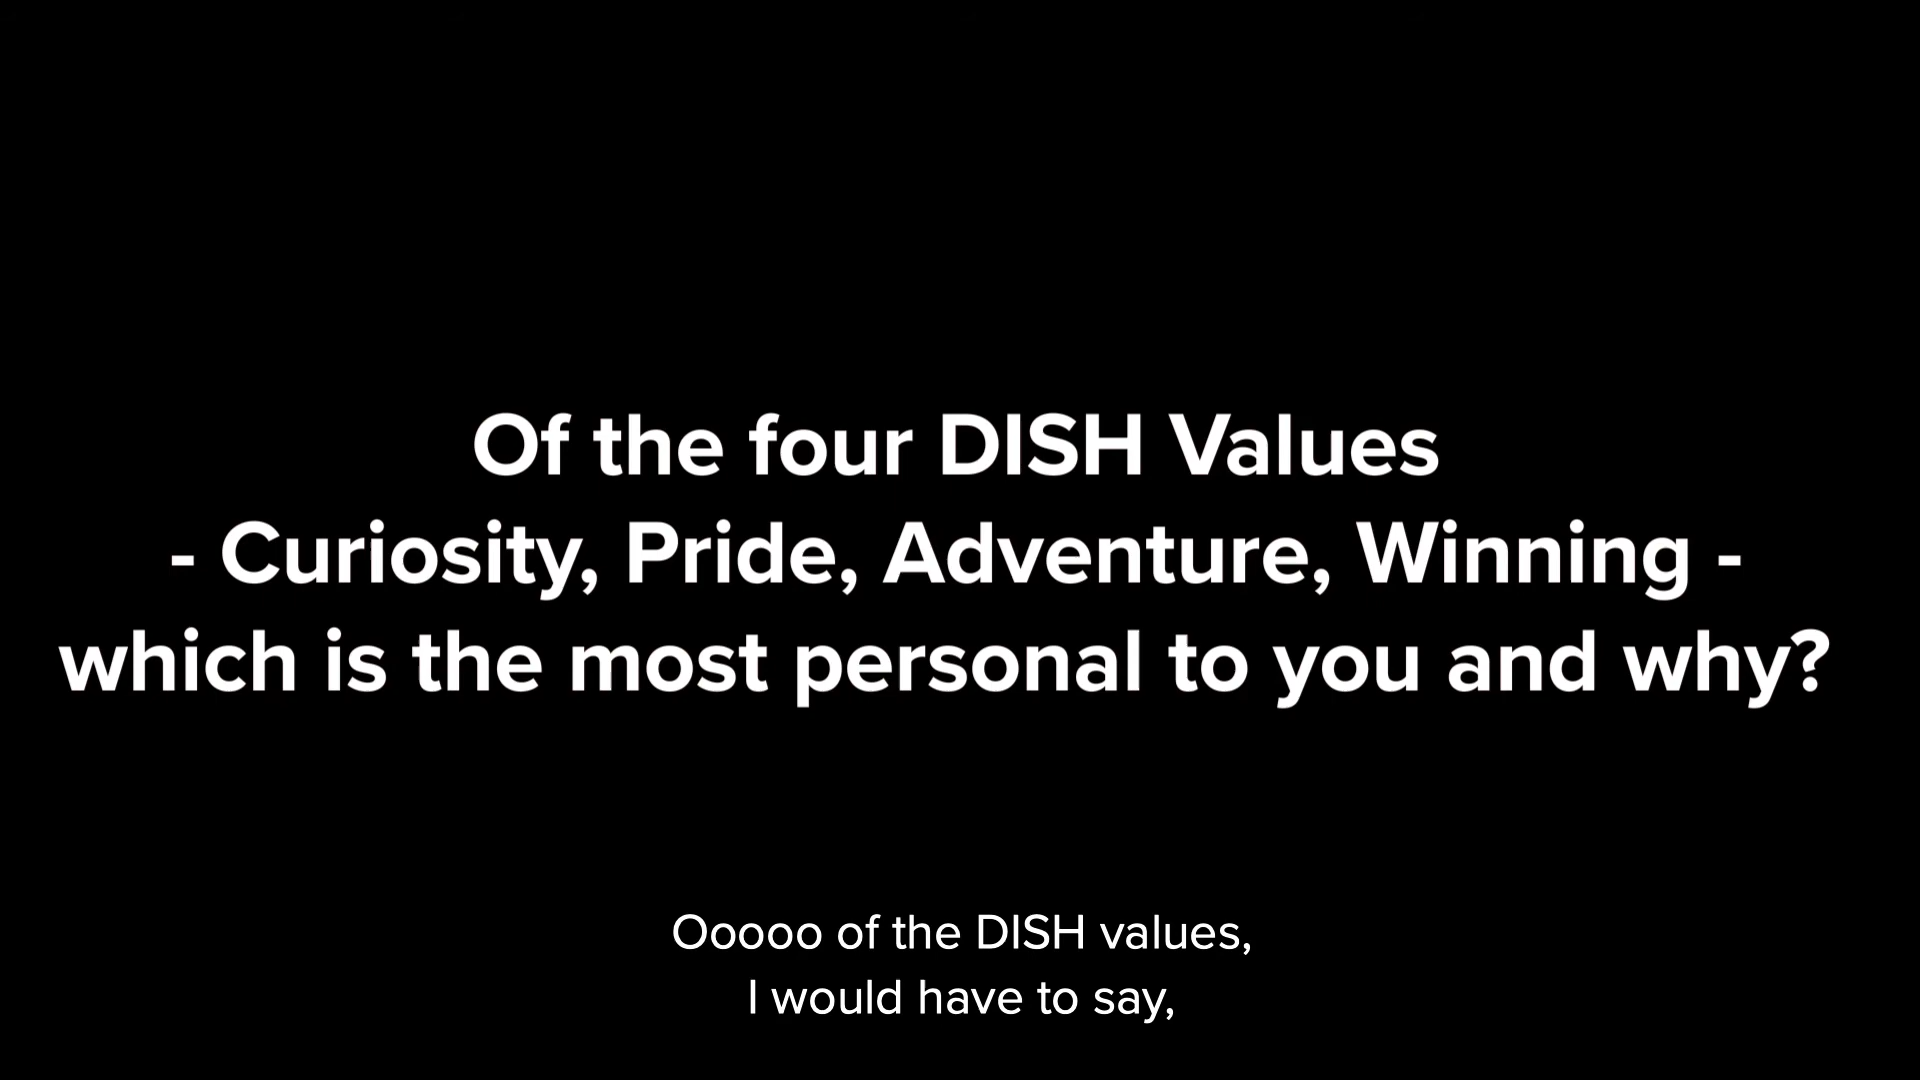 Of the four DISH Values
- Curiosity, Pride, Adventure, Winning -
which is the most personal to you and why?
Ooooo of the DISH values,
I would have to say,